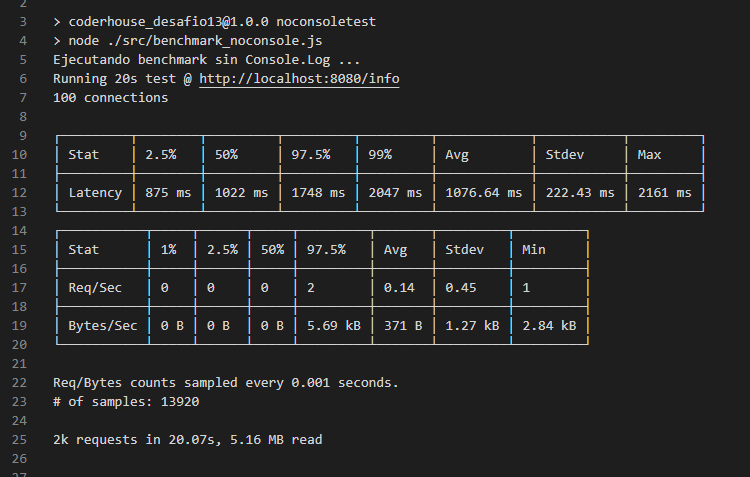 2
3 > coderhouse_desafio13@1.0.0 noconsoletest
4 > node ./src/benchmark_noconsole.js
5 Ejecutando benchmark sin Console.Log ...
6 Running 20s test @ http://localhost:8080/info
7 100 connections
8
9
10 Stat 2.5% 50% 97.5% 99% Avg Stdev Max
11
12 Latency 875 ms 1022 ms 1748 ms 2047 ms 1076.64 ms 222.43 ms 2161 ms
13
14
15 Stat 1% 2.5% 50% 97.5% Avg Stdev Min
16
17 Req/Sec 0 0 0 2 0.14 0.45 1
18
19 Bytes/Sec 0 B 0 B 0 B 5.69 kB 371 B 1.27 kB 2.84 kB
20
21
22 Req/Bytes counts sampled every 0.001 seconds.
23 # of samples: 13920
24
25 2k requests in 20.07s, 5.16 MB read
26
27